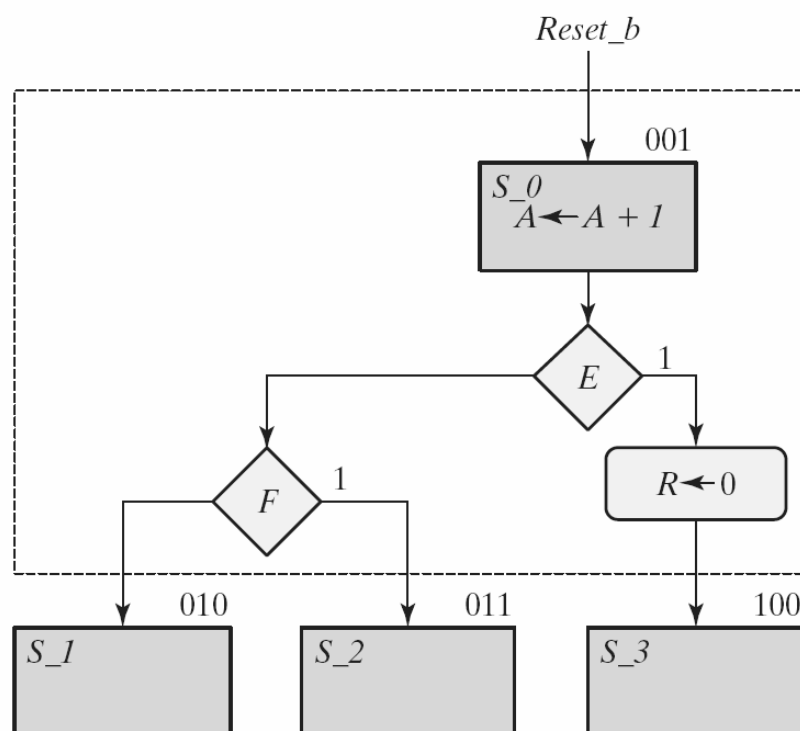 Reset_b
001
S_0
A ← A + 1
E
1
R ← 0
F
1
010
S_1
011
S_2
100
S_3